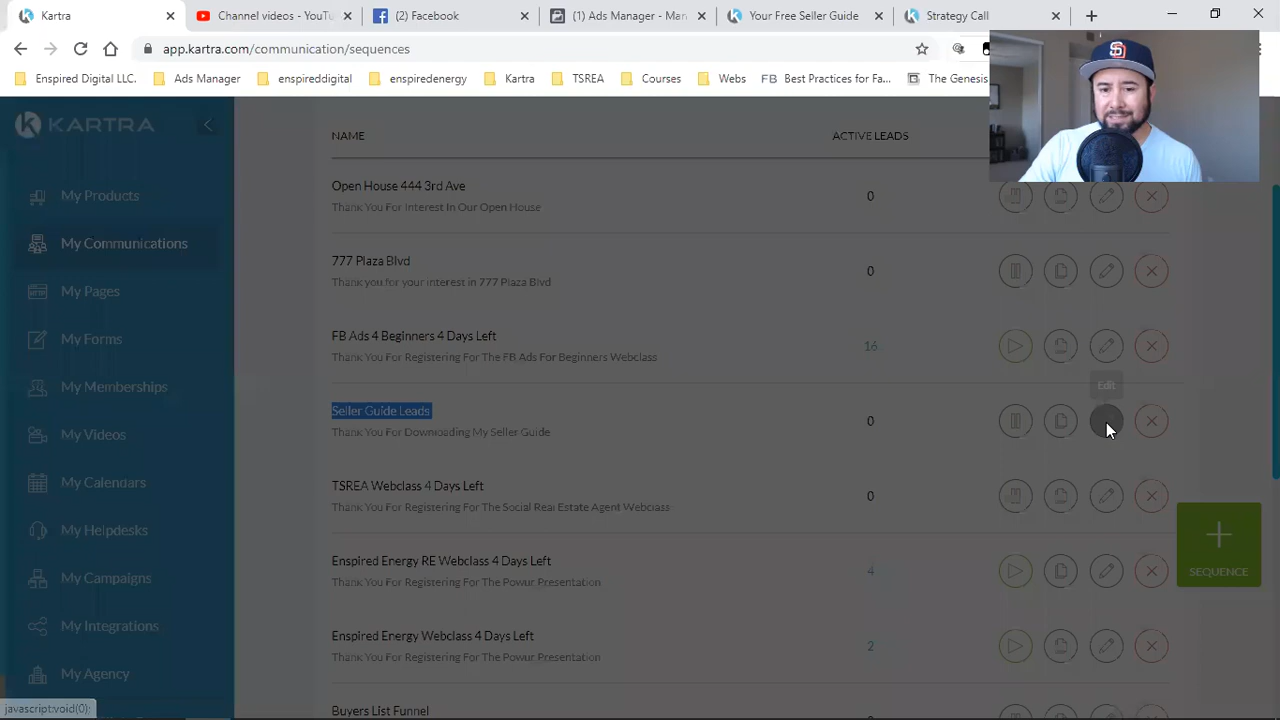 Kartra
Channel videos - YouTu
(2) Facebook
(1) Ads Manager - Man
Your Free Seller Guide
Strategy Call
app.kartra.com/communication/sequences
Enspired Digital LLC.
Ads Manager
enspireddigital
enspiredenergy
Kartra
TSREA
Courses
Webs
FB Best Practices for Fa...
The Genesis
KARTRA
My Products
My Communications
My Pages
My Forms
My Memberships
My Videos
My Calendars
My Helpdesks
My Campaigns
My Integrations
My Agency
NAME
ACTIVE LEADS
Open House 444 3rd Ave
Thank You For Interest In Our Open House
0
777 Plaza Blvd
Thank you for your interest in 777 Plaza Blvd
0
FB Ads 4 Beginners 4 Days Left
Thank You For Registering For The FB Ads For Beginners Webclass
16
Edit
Seller Guide Leads
Thank You For Downloading My Seller Guide
0
TSREA Webclass 4 Days Left
Thank You For Registering For The Social Real Estate Agent Webclass
0
Enspired Energy RE Webclass 4 Days Left
Thank You For Registering For The Powur Presentation
4
SEQUENCE
Enspired Energy Webclass 4 Days Left
Thank You For Registering For The Powur Presentation
2
Buyers List Funnel
javascript:void(0);